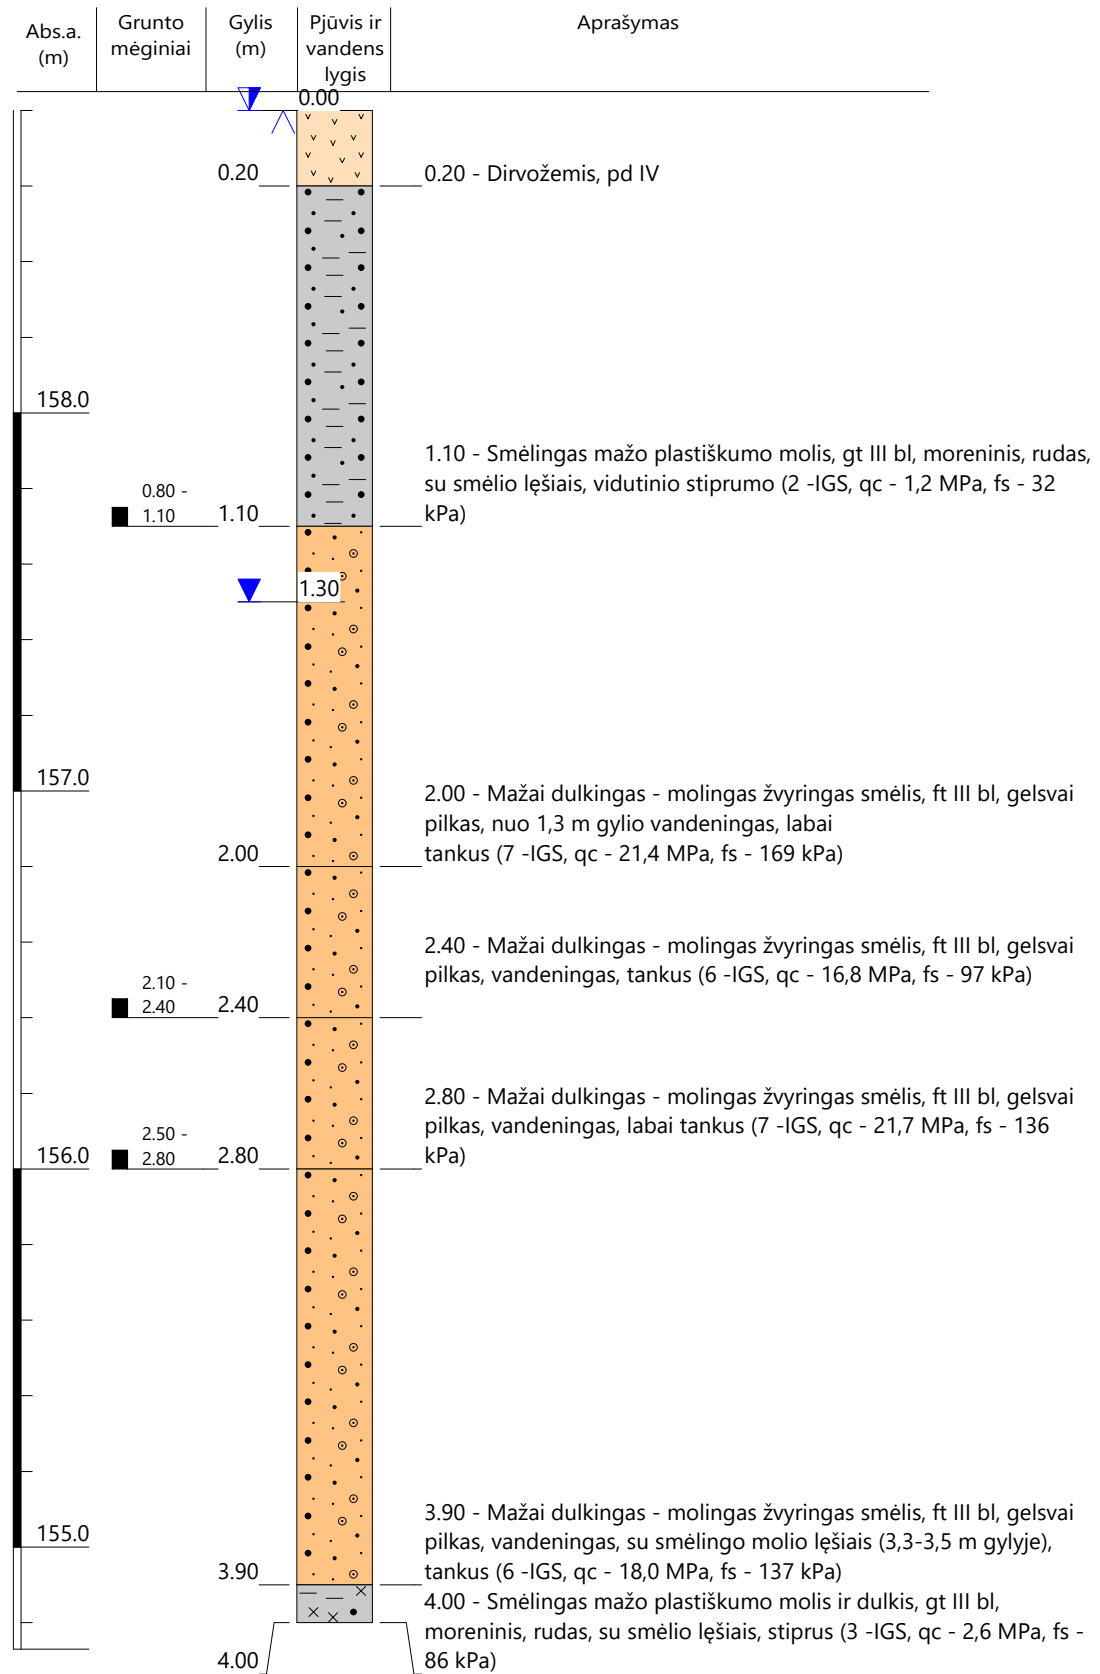 Abs.a.
(m)
Grunto
mėginiai
Gylis
(m)
Pjūvis ir
vandens
lygis
Aprašymas
0.00
0.20
0.20 - Dirvožemis, pd IV
158.0
0.80 -
1.10
1.10
1.10 - Smėlingas mažo plastiškumo molis, gt III bl, moreninis, rudas,
su smėlio lęšiais, vidutinio stiprumo (2 -IGS, qc - 1,2 MPa, fs - 32
kPa)
1.30
157.0
2.00
2.00 - Mažai dulkingas - molingas žvyringas smėlis, ft III bl, gelsvai
pilkas, nuo 1,3 m gylio vandeningas, labai
tankus (7 -IGS, qc - 21,4 MPa, fs - 169 kPa)
2.10 -
2.40
2.40
2.40 - Mažai dulkingas - molingas žvyringas smėlis, ft III bl, gelsvai
pilkas, vandeningas, tankus (6 -IGS, qc - 16,8 MPa, fs - 97 kPa)
156.0
2.50 -
2.80
2.80
2.80 - Mažai dulkingas - molingas žvyringas smėlis, ft III bl, gelsvai
pilkas, vandeningas, labai tankus (7 -IGS, qc - 21,7 MPa, fs - 136
kPa)
155.0
3.90
3.90 - Mažai dulkingas - molingas žvyringas smėlis, ft III bl, gelsvai
pilkas, vandeningas, su smėlingo molio lęšiais (3,3-3,5 m gylyje),
tankus (6 -IGS, qc - 18,0 MPa, fs - 137 kPa)
4.00
4.00 - Smėlingas mažo plastiškumo molis ir dulkis, gt III bl,
moreninis, rudas, su smėlio lęšiais, stiprus (3 -IGS, qc - 2,6 MPa, fs -
86 kPa)